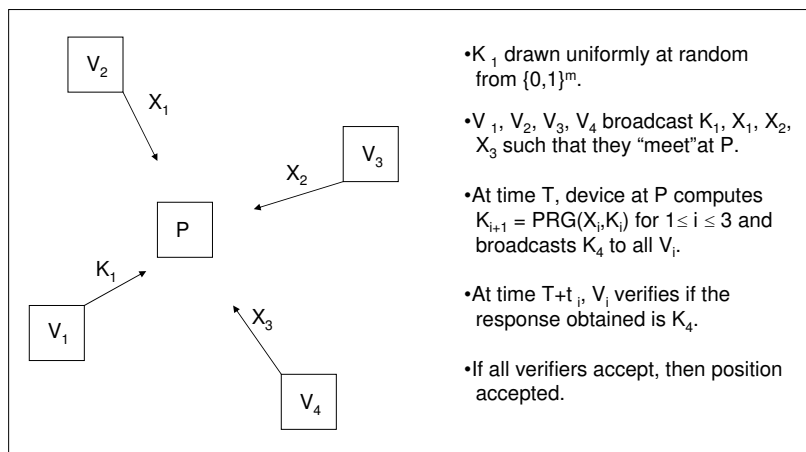 V₂
X₁
V₃
X₂
P
K₁
V₁
X₃
V₄
•K ₁ drawn uniformly at random
from {0,1}ᵐ.
•V ₁, V₂, V₃, V₄ broadcast K₁, X₁, X₂,
X₃ such that they “meet”at P.
•At time T, device at P computes
Kᵢ₊₁ = PRG(Xᵢ,Kᵢ) for 1≤ i ≤ 3 and
broadcasts K₄ to all Vᵢ.
•At time T+t ᵢ, Vᵢ verifies if the
response obtained is K₄.
•If all verifiers accept, then position
accepted.